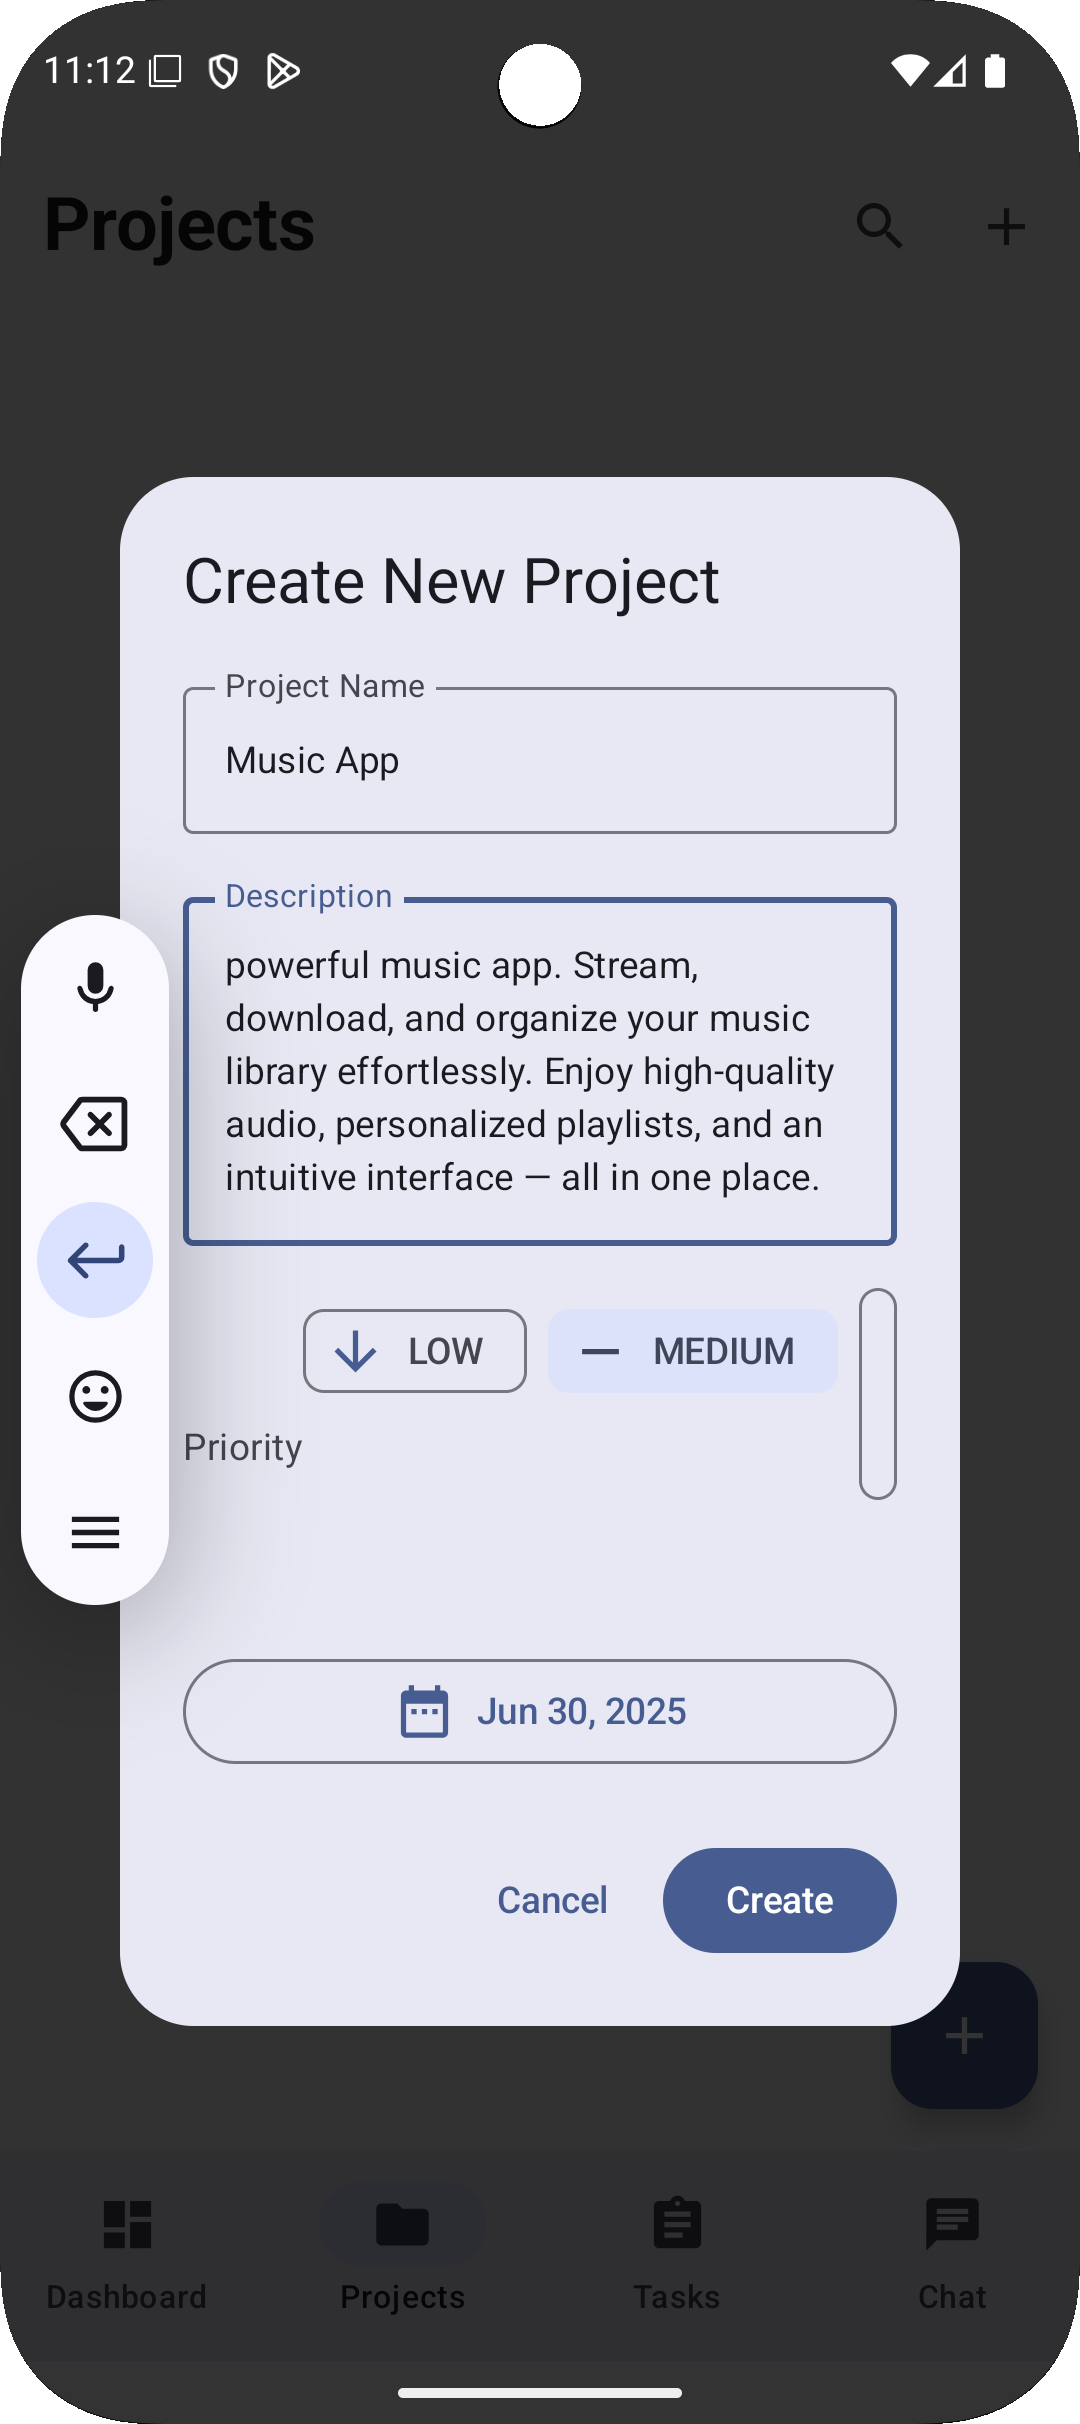 11:12
Projects
Create New Project
Project Name
Music App
Description
powerful music app. Stream,
download, and organize your music
library effortlessly. Enjoy high-quality
audio, personalized playlists, and an
intuitive interface — all in one place.
LOW
MEDIUM
Priority
Jun 30, 2025
Cancel
Create
Dashboard
Projects
Tasks
Chat